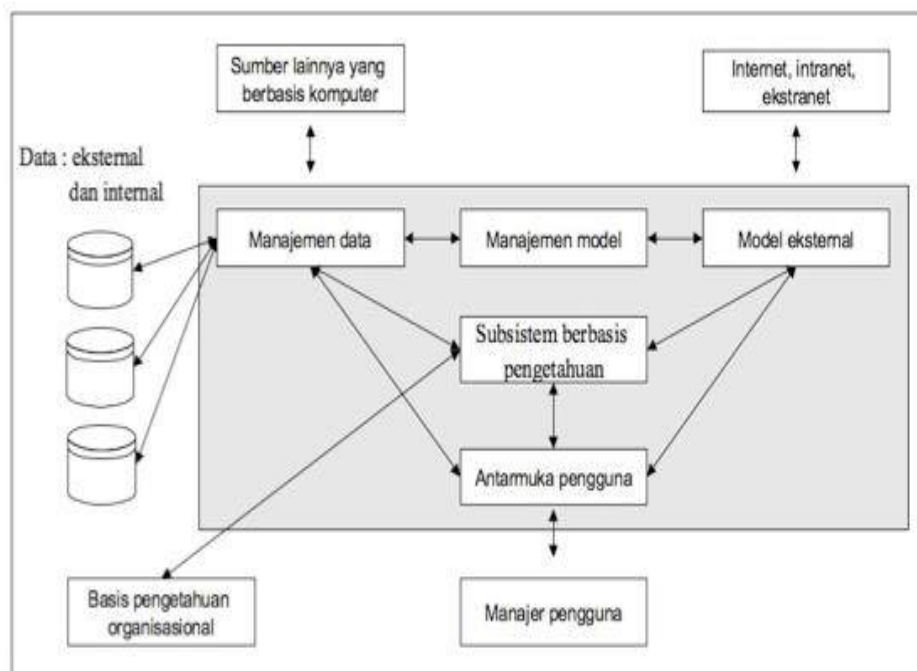 Sumber lainnya yang
berbasis komputer
Internet, intranet,
ekstranet
Data : eksternal
dan internal
Manajemen data
Manajemen model
Model eksternal
Subsistem berbasis
pengetahuan
Antarmuka pengguna
Basis pengetahuan
organisasional
Manajer pengguna